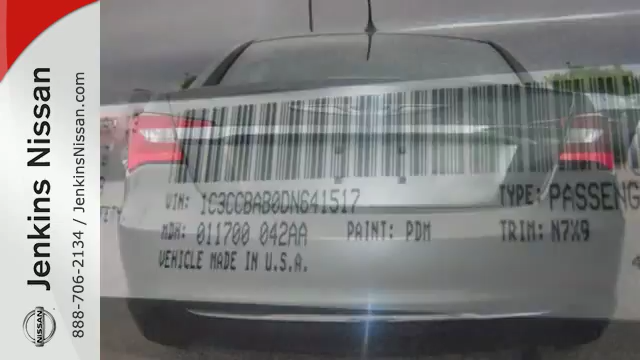 Jenkins Nissan
888-706-2134 / JenkinsNissan.com
NISSAN
VIN: 1C3CCBAB0DN641517
TYPE: PASSENG
MDH: 011700 042AA PAINT: PDM TRIM: N7X9
VEHICLE MADE IN U.S.A.